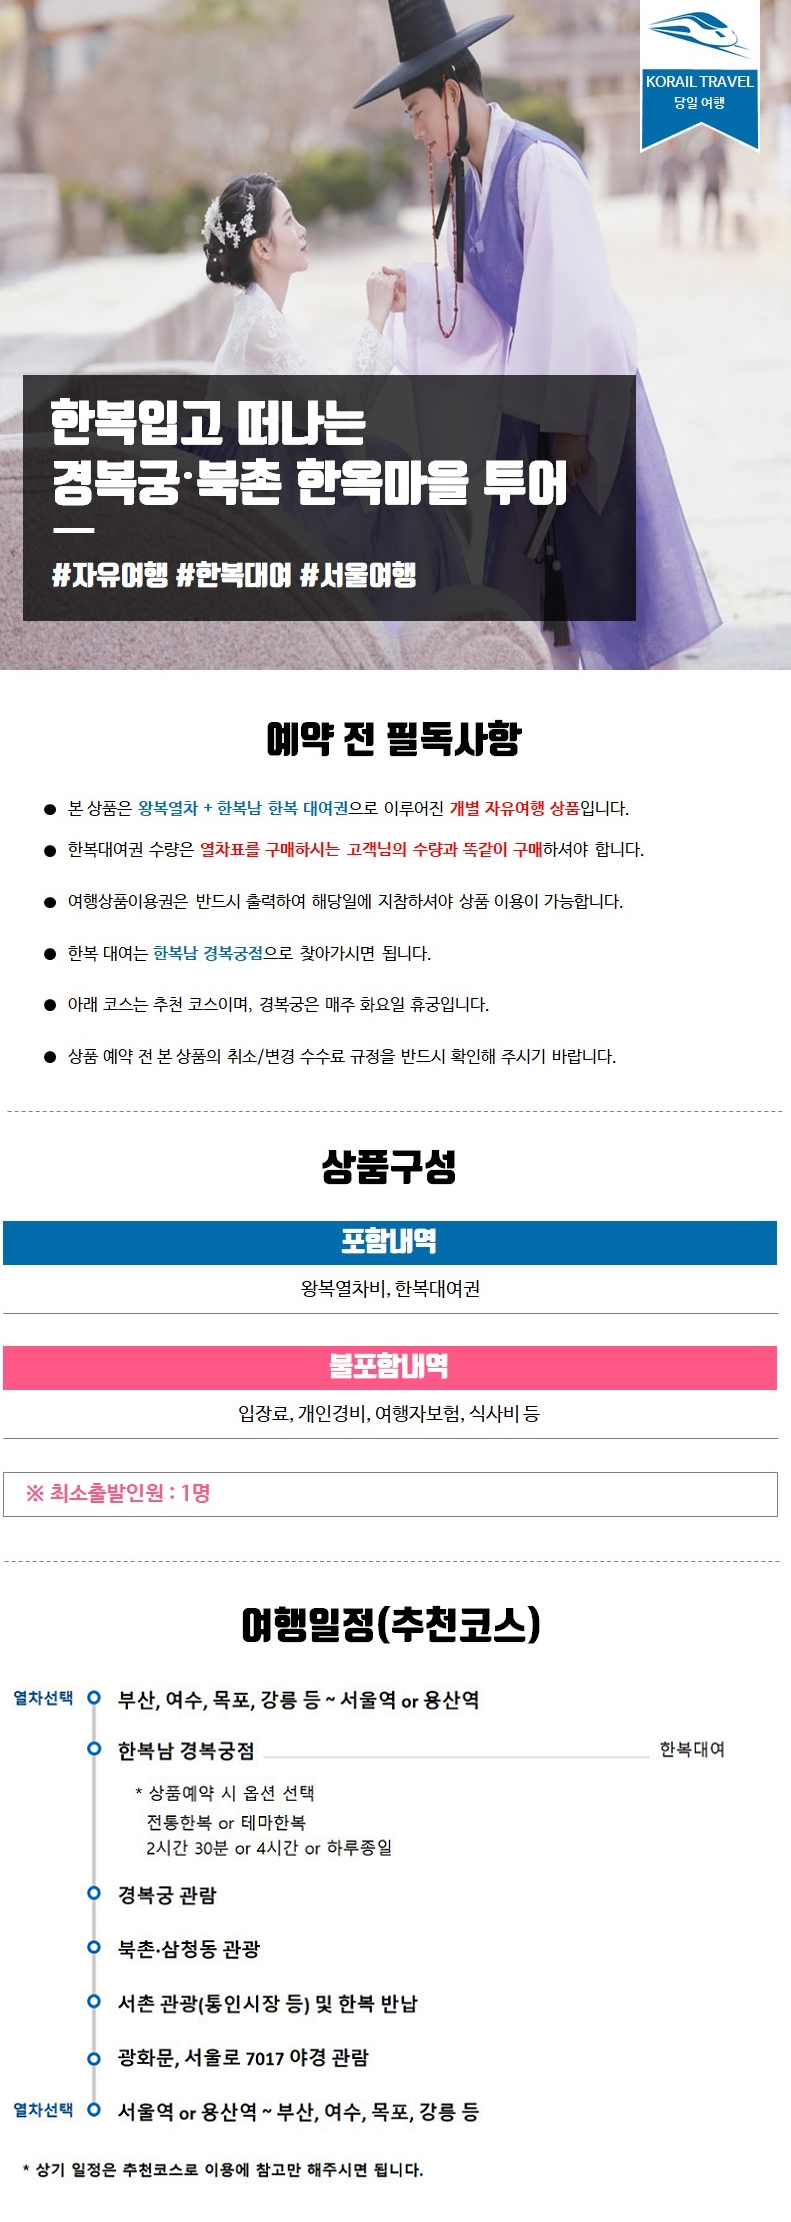 KORAIL TRAVEL
당일 여행
한복입고 떠나는
경복궁·북촌 한옥마을 투어
#자유여행 #한복대여 #서울여행
예약 전 필독사항
● 본 상품은 왕복열차 + 한복남 한복 대여권으로 이루어진 개별 자유여행 상품입니다.
● 한복대여권 수량은 열차표를 구매하시는 고객님의 수량과 똑같이 구매하셔야 합니다.
● 여행상품이용권은 반드시 출력하여 해당일에 지참하셔야 상품 이용이 가능합니다.
● 한복 대여는 한복남 경복궁점으로 찾아가시면 됩니다.
● 아래 코스는 추천 코스이며, 경복궁은 매주 화요일 휴궁입니다.
● 상품 예약 전 본 상품의 취소/변경 수수료 규정을 반드시 확인해 주시기 바랍니다.
상품구성
포함내역
왕복열차비, 한복대여권
불포함내역
입장료, 개인경비, 여행자보험, 식사비 등
※ 최소출발인원 : 1명
여행일정(추천코스)
열차선택 부산, 여수, 목포, 강릉 등 ~ 서울역 or 용산역
한복남 경복궁점 한복대여
* 상품예약 시 옵션 선택
전통한복 or 테마한복
2시간 30분 or 4시간 or 하루종일
경복궁 관람
북촌·삼청동 관광
서촌 관광(통인시장 등) 및 한복 반납
광화문, 서울로 7017 야경 관람
열차선택 서울역 or 용산역 ~ 부산, 여수, 목포, 강릉 등
* 상기 일정은 추천코스로 이용에 참고만 해주시면 됩니다.